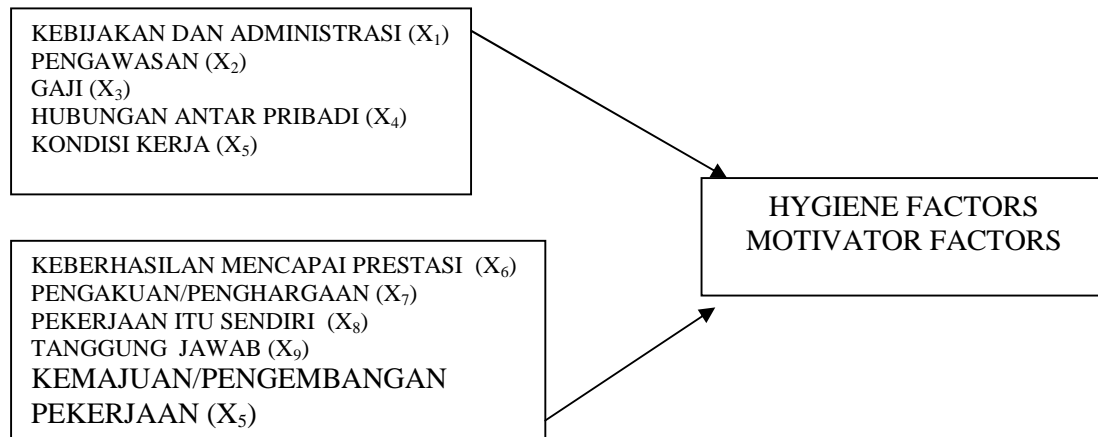 KEBIJAKAN DAN ADMINISTRASI (X₁)
PENGAWASAN (X₂)
GAJI (X₃)
HUBUNGAN ANTAR PRIBADI (X₄)
KONDISI KERJA (X₅)
HYGIENE FACTORS
MOTIVATOR FACTORS
KEBERHASILAN MENCAPAI PRESTASI (X₆)
PENGAKUAN/PENGHARGAAN (X₇)
PEKERJAAN ITU SENDIRI (X₈)
TANGGUNG JAWAB (X₉)
KEMAJUAN/PENGEMBANGAN
PEKERJAAN (X₅)